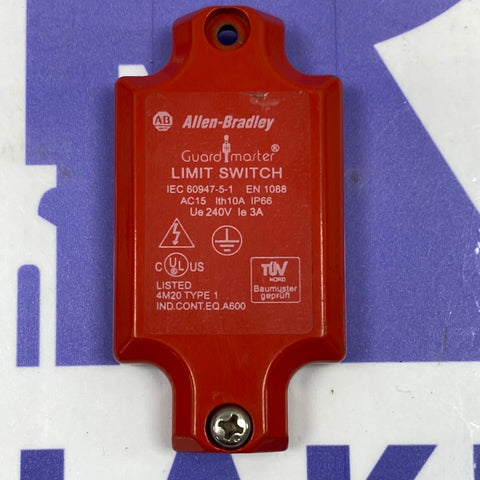 AB Allen-Bradley
Guardmaster®
LIMIT SWITCH
IEC 60947-5-1 EN 1088
AC15 Ith10A IP66
Ue 240V Ie 3A
C UL US
LISTED
4M20 TYPE 1
IND.CONT.EQ.A600
TÜV
NORD
Baumuster
geprüft
LAK